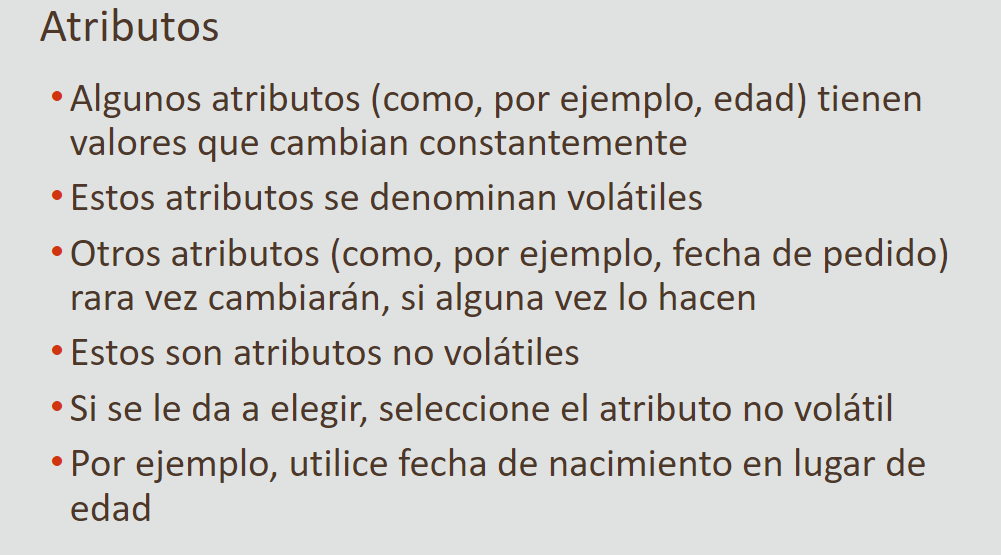 Atributos
•Algunos atributos (como, por ejemplo, edad) tienen
valores que cambian constantemente
•Estos atributos se denominan volátiles
•Otros atributos (como, por ejemplo, fecha de pedido)
rara vez cambiarán, si alguna vez lo hacen
•Estos son atributos no volátiles
•Si se le da a elegir, seleccione el atributo no volátil
•Por ejemplo, utilice fecha de nacimiento en lugar de
edad